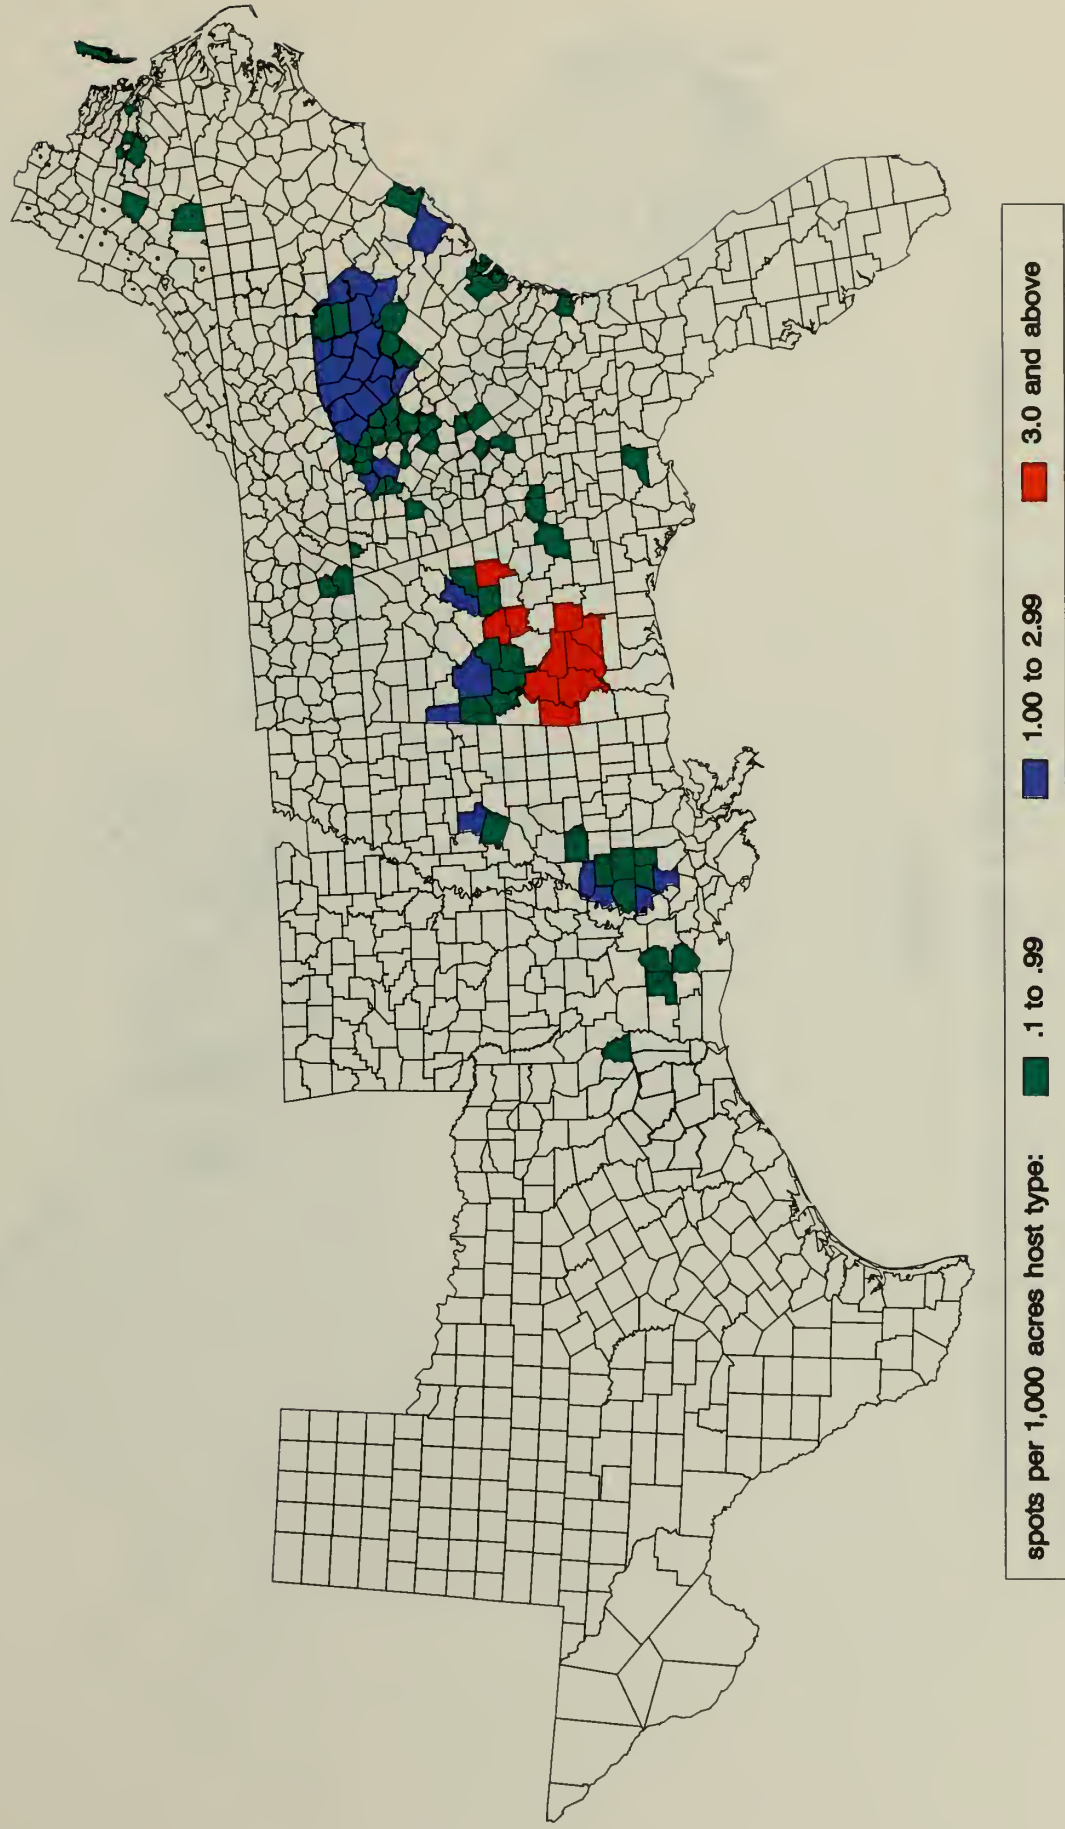 spots per 1,000 acres host type: .1 to .99 1.00 to 2.99 3.0 and above